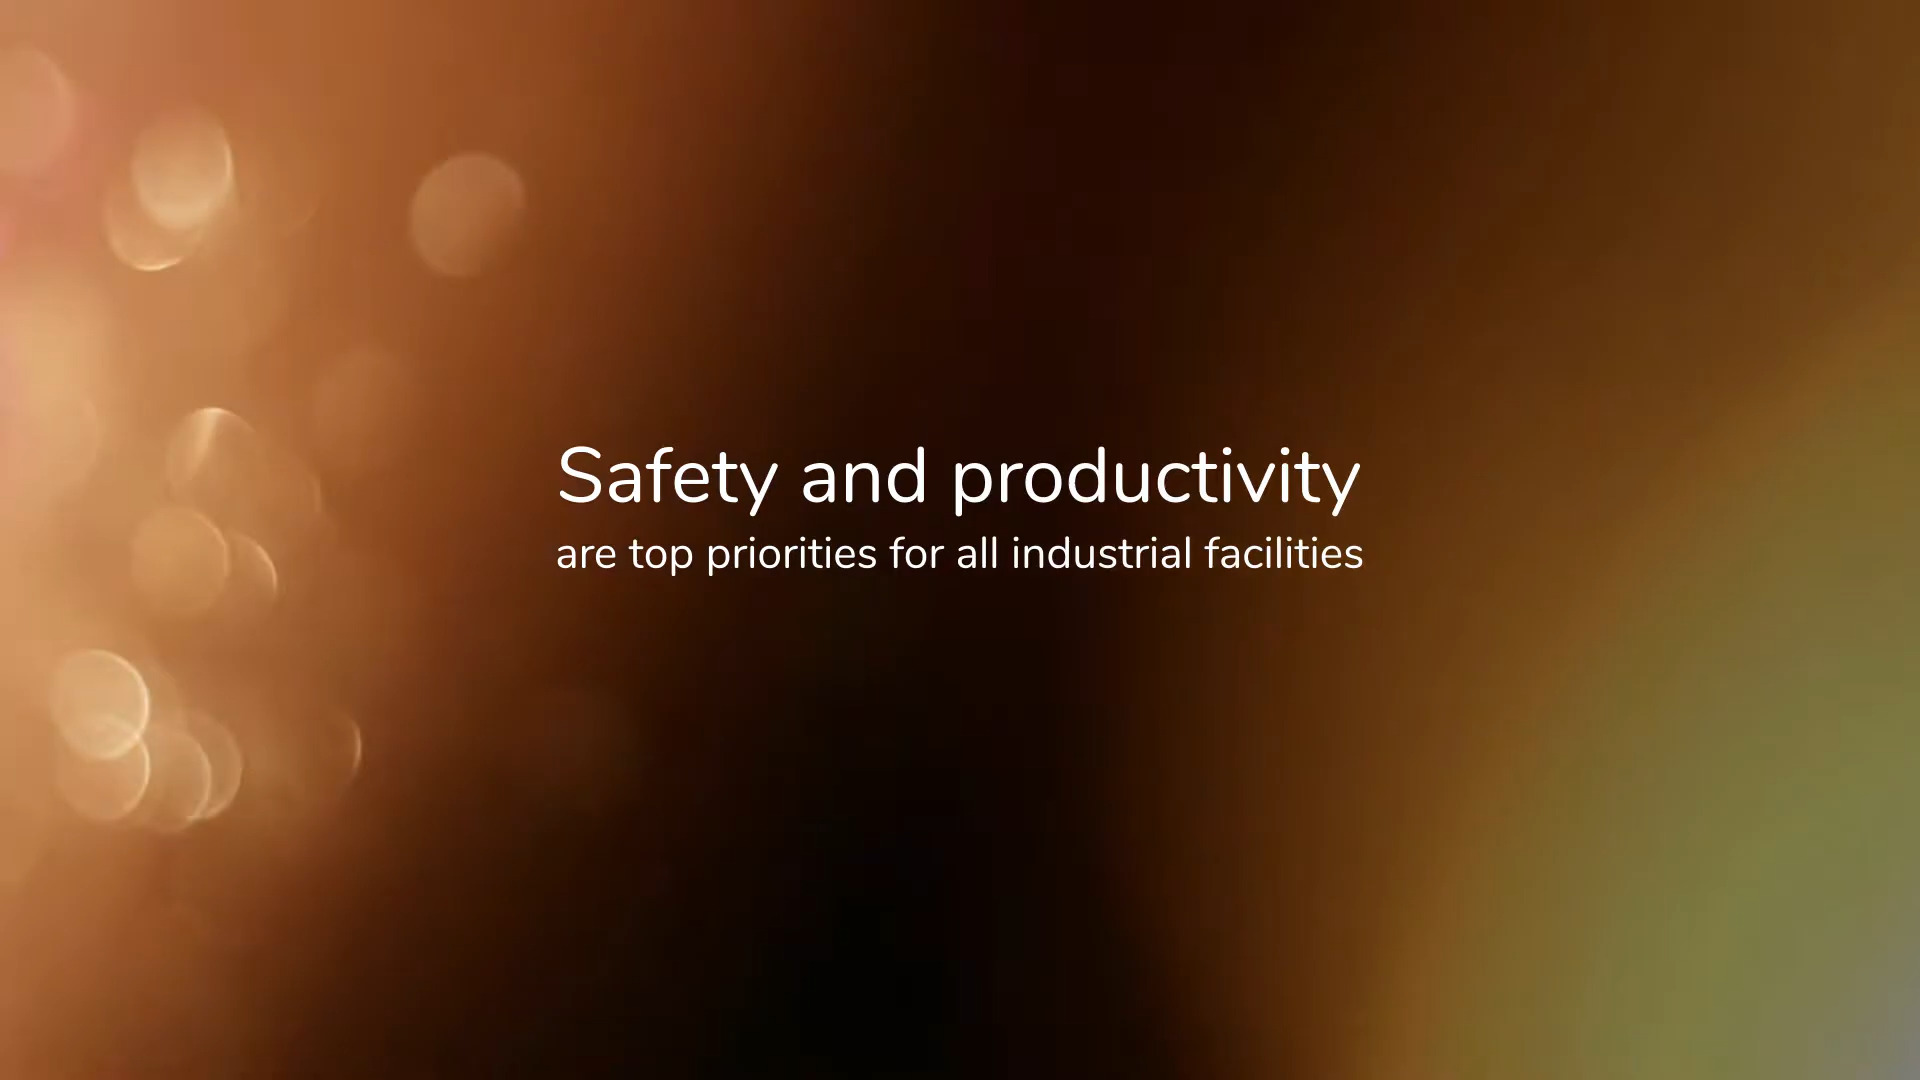 Safety and productivity
are top priorities for all industrial facilities